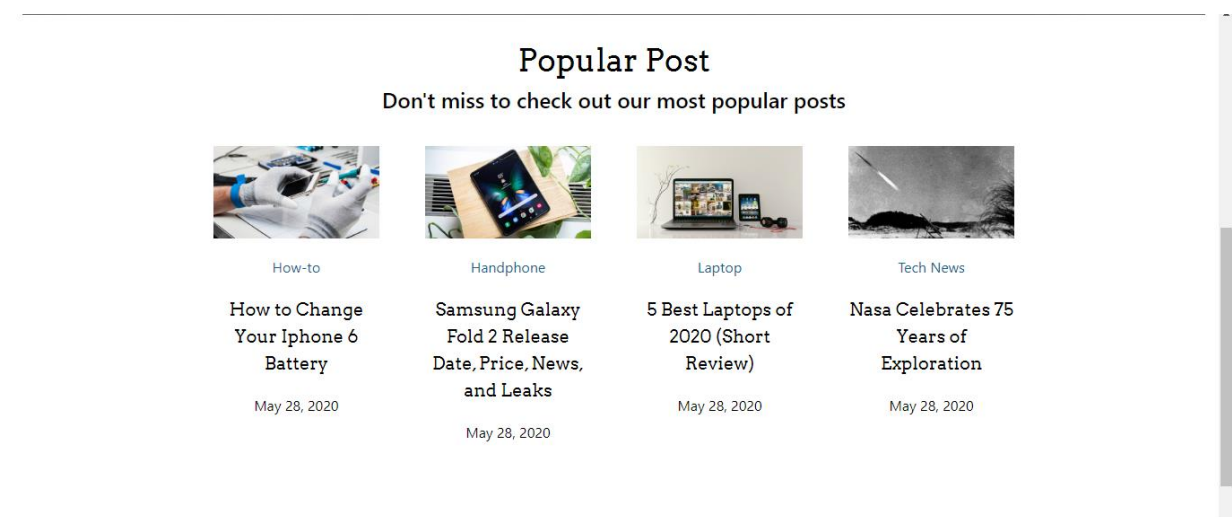 Popular Post
Don't miss to check out our most popular posts
How-to
How to Change
Your Iphone 6
Battery
May 28, 2020
Handphone
Samsung Galaxy
Fold 2 Release
Date, Price, News,
and Leaks
May 28, 2020
Laptop
5 Best Laptops of
2020 (Short
Review)
May 28, 2020
Tech News
Nasa Celebrates 75
Years of
Exploration
May 28, 2020